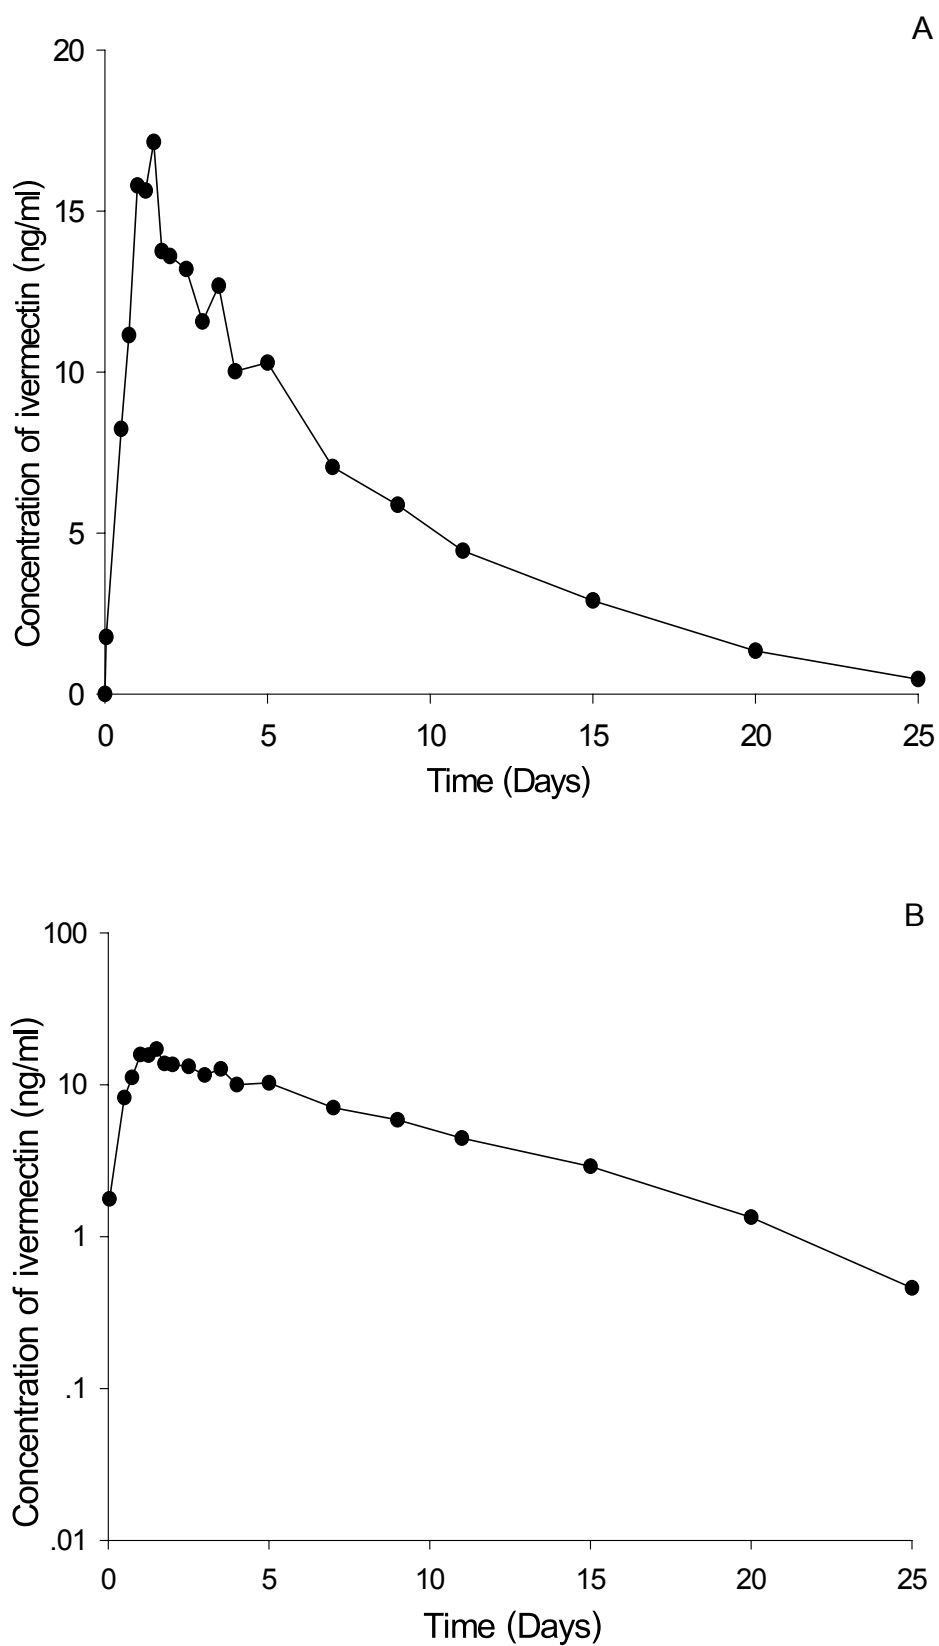 A
20
15
10
5
0
Concentration of ivermectin (ng/ml)
0 5 10 15 20 25
Time (Days)
B
100
10
1
.1
.01
Concentration of ivermectin (ng/ml)
0 5 10 15 20 25
Time (Days)